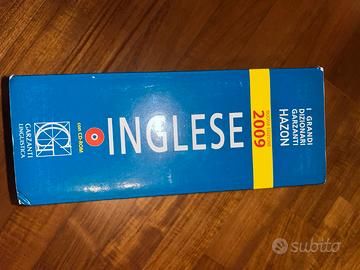 I GRANDI
DIZIONARI
GARZANTI
HAZON
NUOVA EDIZIONE
2009
INGLESE
con CD-ROM
GARZANTI
LINGUISTICA
subito